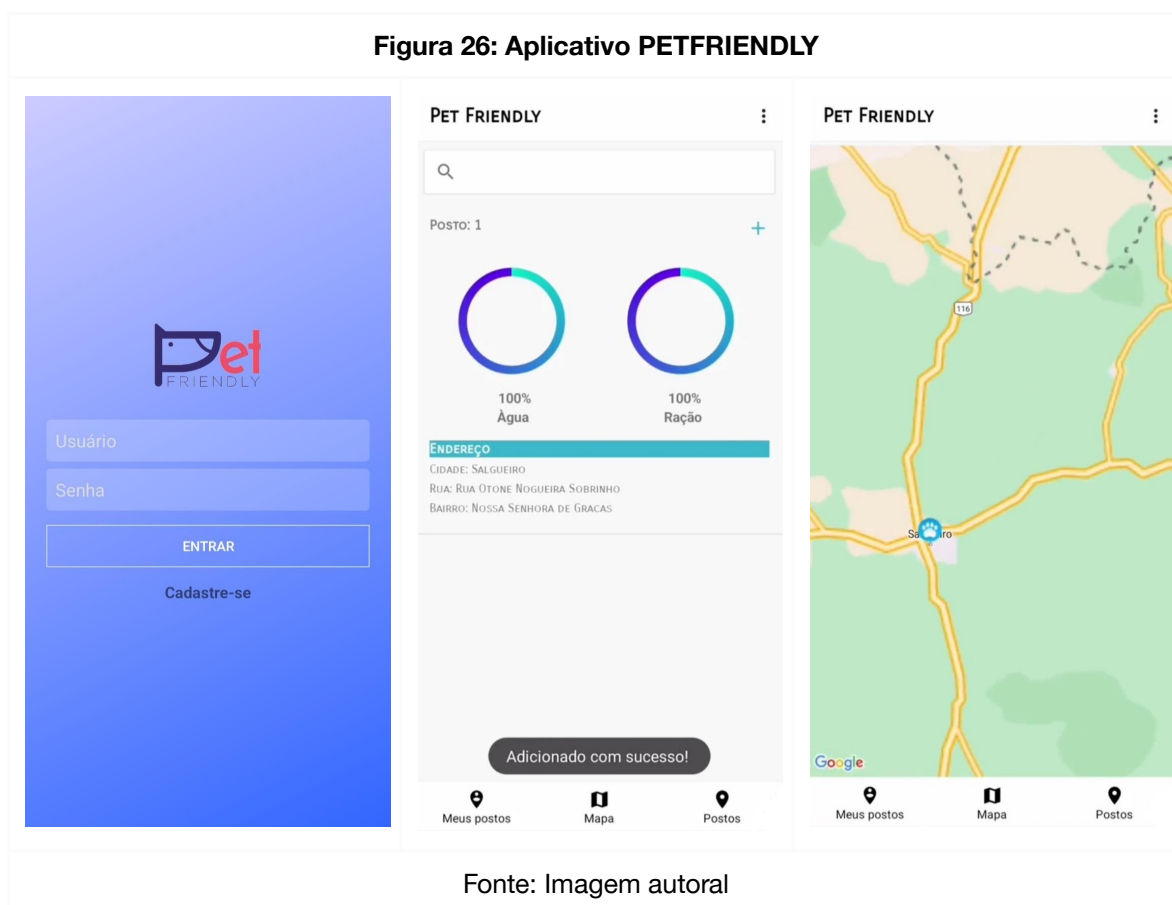 Figura 26: Aplicativo PETFRIENDLY
Pet
FRIENDLY
Usuário
Senha
ENTRAR
Cadastre-se
PET FRIENDLY
POSTO: 1
+
100%
Àgua
100%
Ração
ENDEREÇO
CIDADE: SALGUEIRO
RUA: RUA OTONE NOGUEIRA SOBRINHO
BAIRRO: NOSSA SENHORA DE GRACAS
Adicionado com sucesso!
Meus postos
Mapa
Postos
PET FRIENDLY
116
Sa ro
Google
Meus postos
Mapa
Postos
Fonte: Imagem autoral